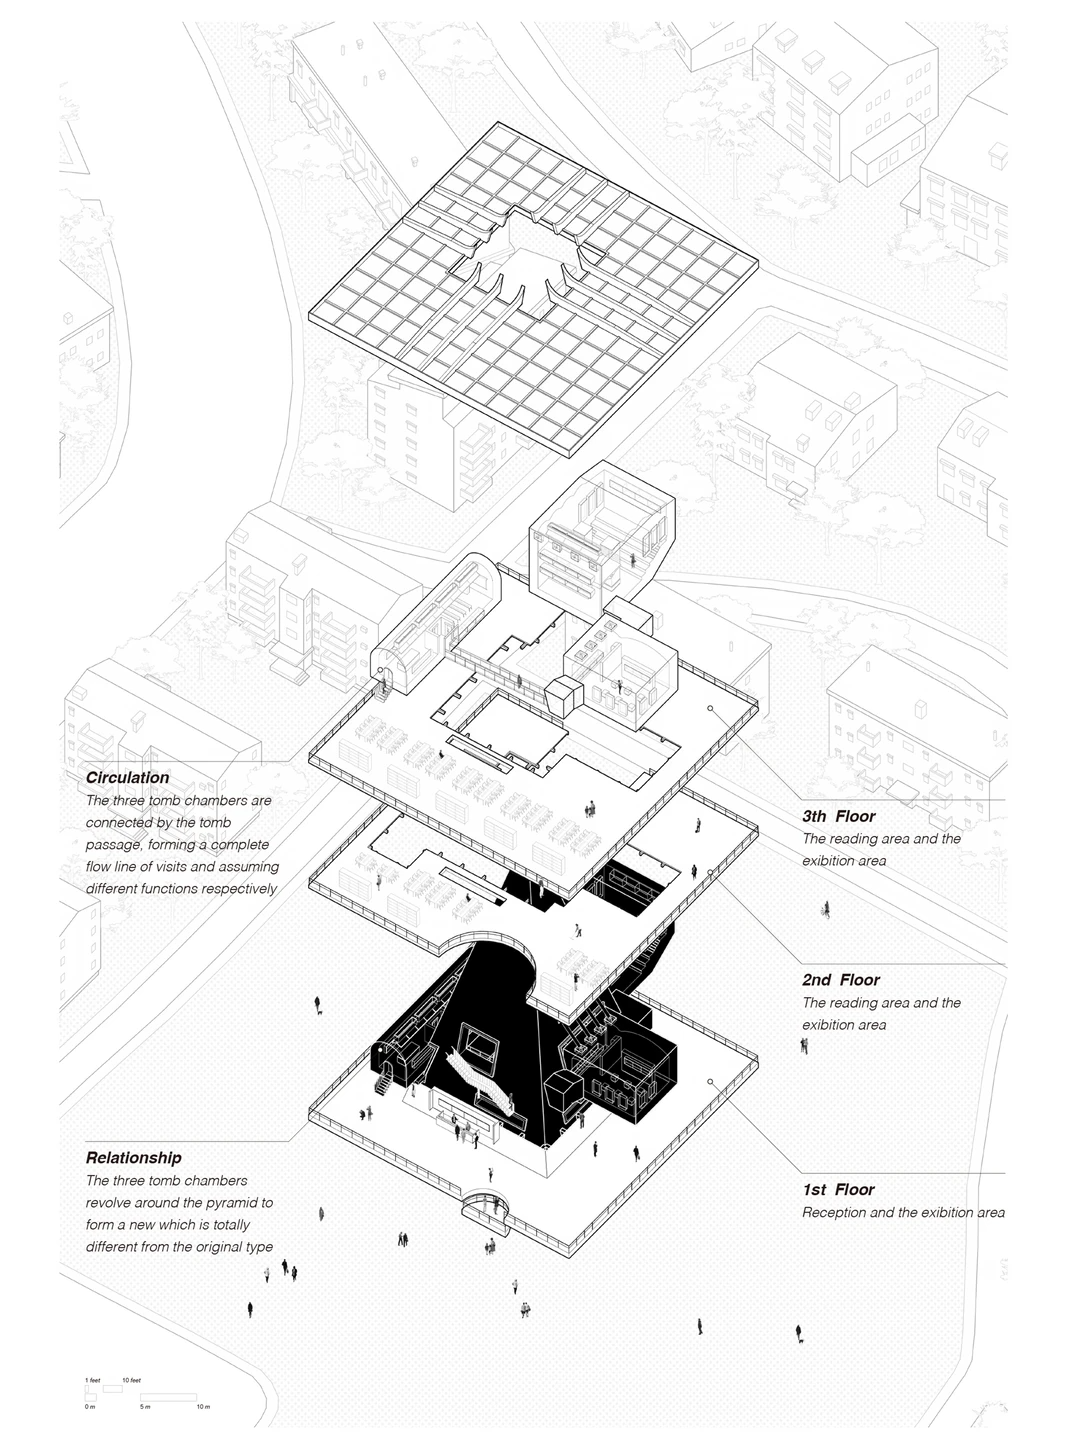 Circulation
The three tomb chambers are
connected by the tomb
passage, forming a complete
flow line of visits and assuming
different functions respectively
3th Floor
The reading area and the
exibition area
2nd Floor
The reading area and the
exibition area
Relationship
The three tomb chambers
revolve around the pyramid to
form a new which is totally
different from the original type
1st Floor
Reception and the exibition area
1 feet 10 feet
0 m 5 m 10 m